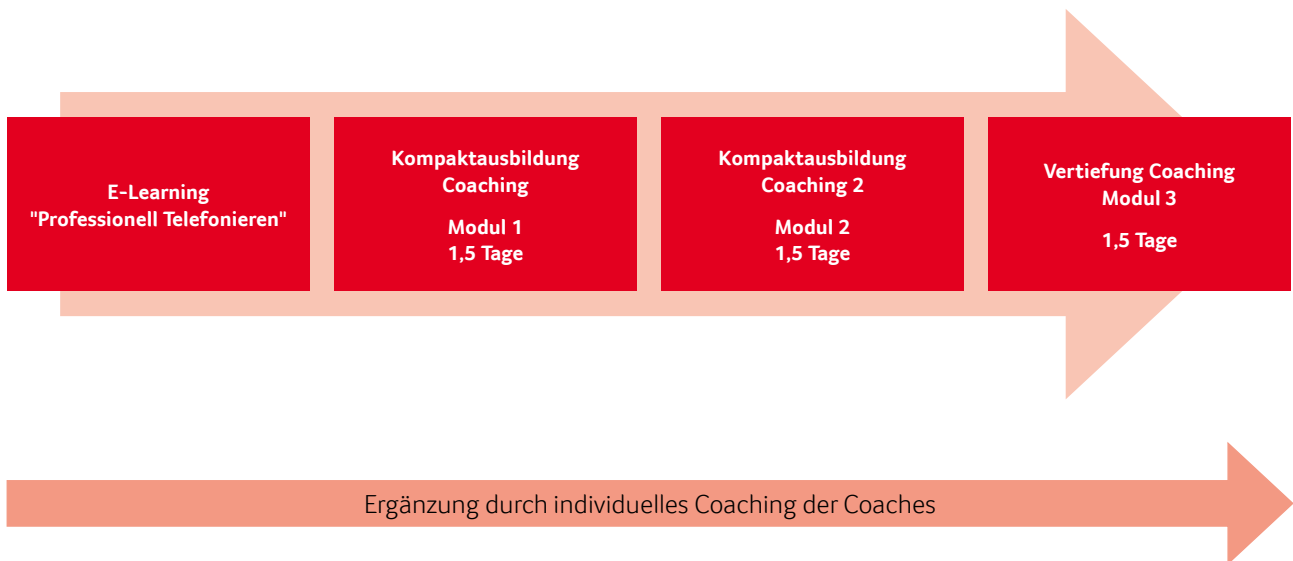 E-Learning
"Professionell Telefonieren"
Kompaktausbildung
Coaching
Modul 1
1,5 Tage
Kompaktausbildung
Coaching 2
Modul 2
1,5 Tage
Vertiefung Coaching
Modul 3
1,5 Tage
Ergänzung durch individuelles Coaching der Coaches